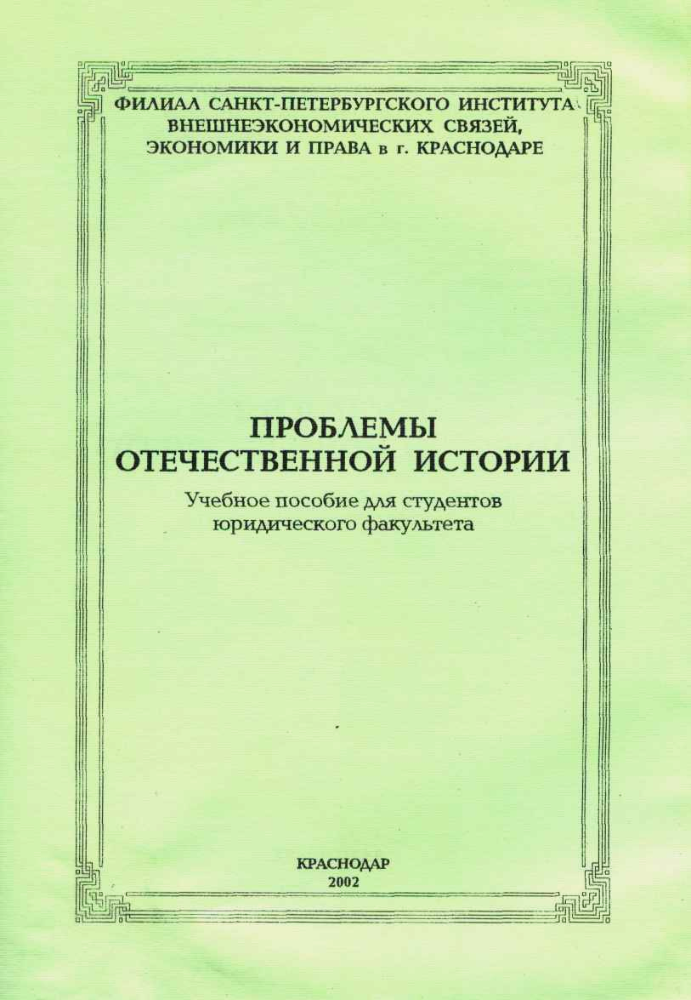 ФИЛИАЛ САНКТ-ПЕТЕРБУРГСКОГО ИНСТИТУТА
ВНЕШНЕЭКОНОМИЧЕСКИХ СВЯЗЕЙ,
ЭКОНОМИКИ И ПРАВА в г. КРАСНОДАРЕ
ПРОБЛЕМЫ
ОТЕЧЕСТВЕННОЙ ИСТОРИИ
Учебное пособие для студентов
юридического факультета
КРАСНОДАР
2002